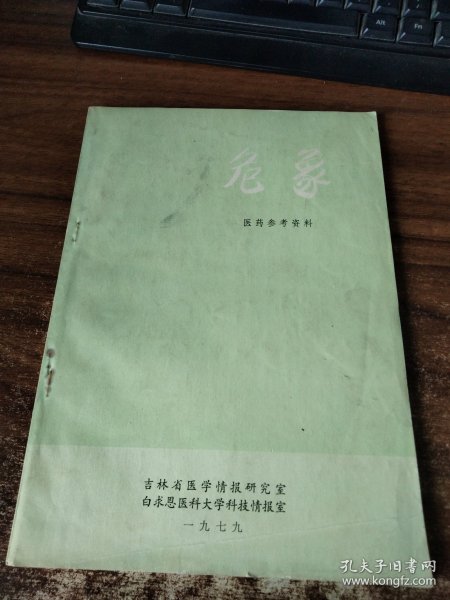 危象
医药参考资料
吉林省医学情报研究室
白求恩医科大学科技情报室
一九七九
Alt
Fn
孔夫子旧书网
www.kongfz.com